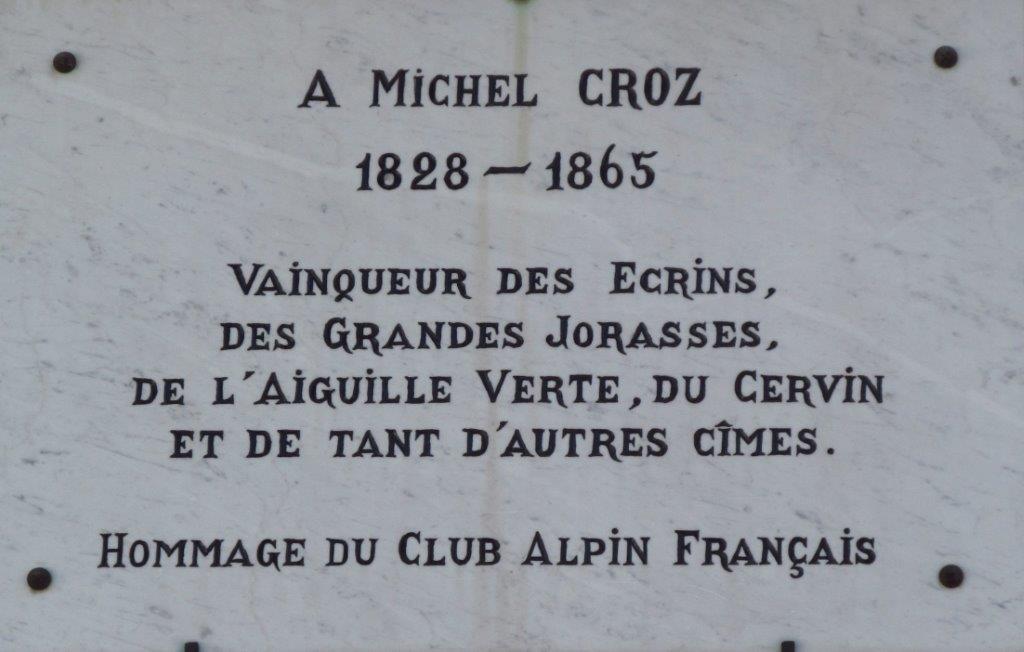 A MiCHEL CROZ
1828 – 1865
VAiNQUEUR DES ECRiNS,
DES GRANDES JORASSES,
DE L'AiGUiLLE VERTE, DU CERViN
ET DE TANT D'AUTRES CÎMES.
HOMMAGE DU CLUB ALPiN FRANÇAiS